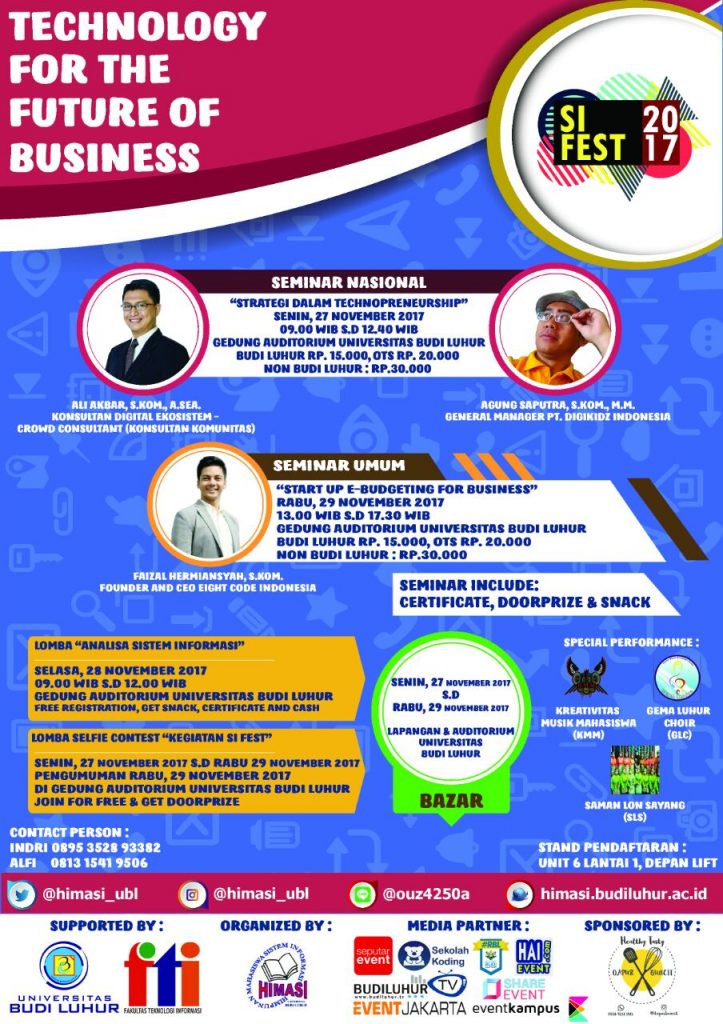 TECHNOLOGY
FOR THE
FUTURE OF
BUSINESS
SI
FEST
20
17
SEMINAR NASIONAL
“STRATEGI DALAM TECHNOPRENEURSHIP”
SENIN, 27 NOVEMBER 2017
09.00 WIB S.D 12.40 WIB
GEDUNG AUDITORIUM UNIVERSITAS BUDI LUHUR
BUDI LUHUR RP. 15.000, OTS RP. 20.000
NON BUDI LUHUR : RP.30.000
ALI AKBAR, S.KOM., A.SEA.
KONSULTAN DIGITAL EKOSISTEM –
CROWD CONSULTANT (KONSULTAN KOMUNITAS)
AGUNG SAPUTRA, S.KOM., M.M.
GENERAL MANAGER PT. DIGIKIDZ INDONESIA
SEMINAR UMUM
“START UP E-BUDGETING FOR BUSINESS”
RABU, 29 NOVEMBER 2017
13.00 WIB S.D 17.30 WIB
GEDUNG AUDITORIUM UNIVERSITAS BUDI LUHUR
BUDI LUHUR RP. 15.000, OTS RP. 20.000
NON BUDI LUHUR : RP.30.000
FAIZAL HERMIANSYAH, S.KOM.
FOUNDER AND CEO EIGHT CODE INDONESIA
SEMINAR INCLUDE:
CERTIFICATE, DOORPRIZE & SNACK
LOMBA “ANALISA SISTEM INFORMASI”
SELASA, 28 NOVEMBER 2017
09.00 WIB S.D 12.00 WIB
GEDUNG AUDITORIUM UNIVERSITAS BUDI LUHUR
FREE REGISTRATION, GET SNACK, CERTIFICATE AND CASH
LOMBA SELFIE CONTEST “KEGIATAN SI FEST”
SENIN, 27 NOVEMBER 2017 S.D RABU 29 NOVEMBER 2017
PENGUMUMAN RABU, 29 NOVEMBER 2017
DI GEDUNG AUDITORIUM UNIVERSITAS BUDI LUHUR
JOIN FOR FREE & GET DOORPRIZE
SENIN, 27 NOVEMBER 2017
S.D
RABU, 29 NOVEMBER 2017
LAPANGAN & AUDITORIUM
UNIVERSITAS
BUDI LUHUR
BAZAR
SPECIAL PERFORMANCE :
KREATIVITAS
MUSIK MAHASISWA
(KMM)
GEMA LUHUR
CHOIR
(GLC)
SAMAN LON SAYANG
(SLS)
CONTACT PERSON :
INDRI 0895 3528 93382
ALFI 0813 1541 9506
STAND PENDAFTARAN :
UNIT 6 LANTAI 1, DEPAN LIFT
@himasi_ubl
@himasi_ubl
@ouz4250a
himasi.budiluhur.ac.id
SUPPORTED BY :
UNIVERSITAS
BUDI LUHUR
fti
FAKULTAS TEKNOLOGI INFORMASI
ORGANIZED BY :
HIMPUNAN MAHASISWA SISTEM INFORMASI
HIMASI
MEDIA PARTNER :
seputar
event
Sekolah
Koding
#RBL
HAI
EVENT.com
BUDILUHUR TV
www.budiluhur.tv
SHARE
EVENT
EVENTJAKARTA
eventkampus
SPONSORED BY :
Healthy Tasty